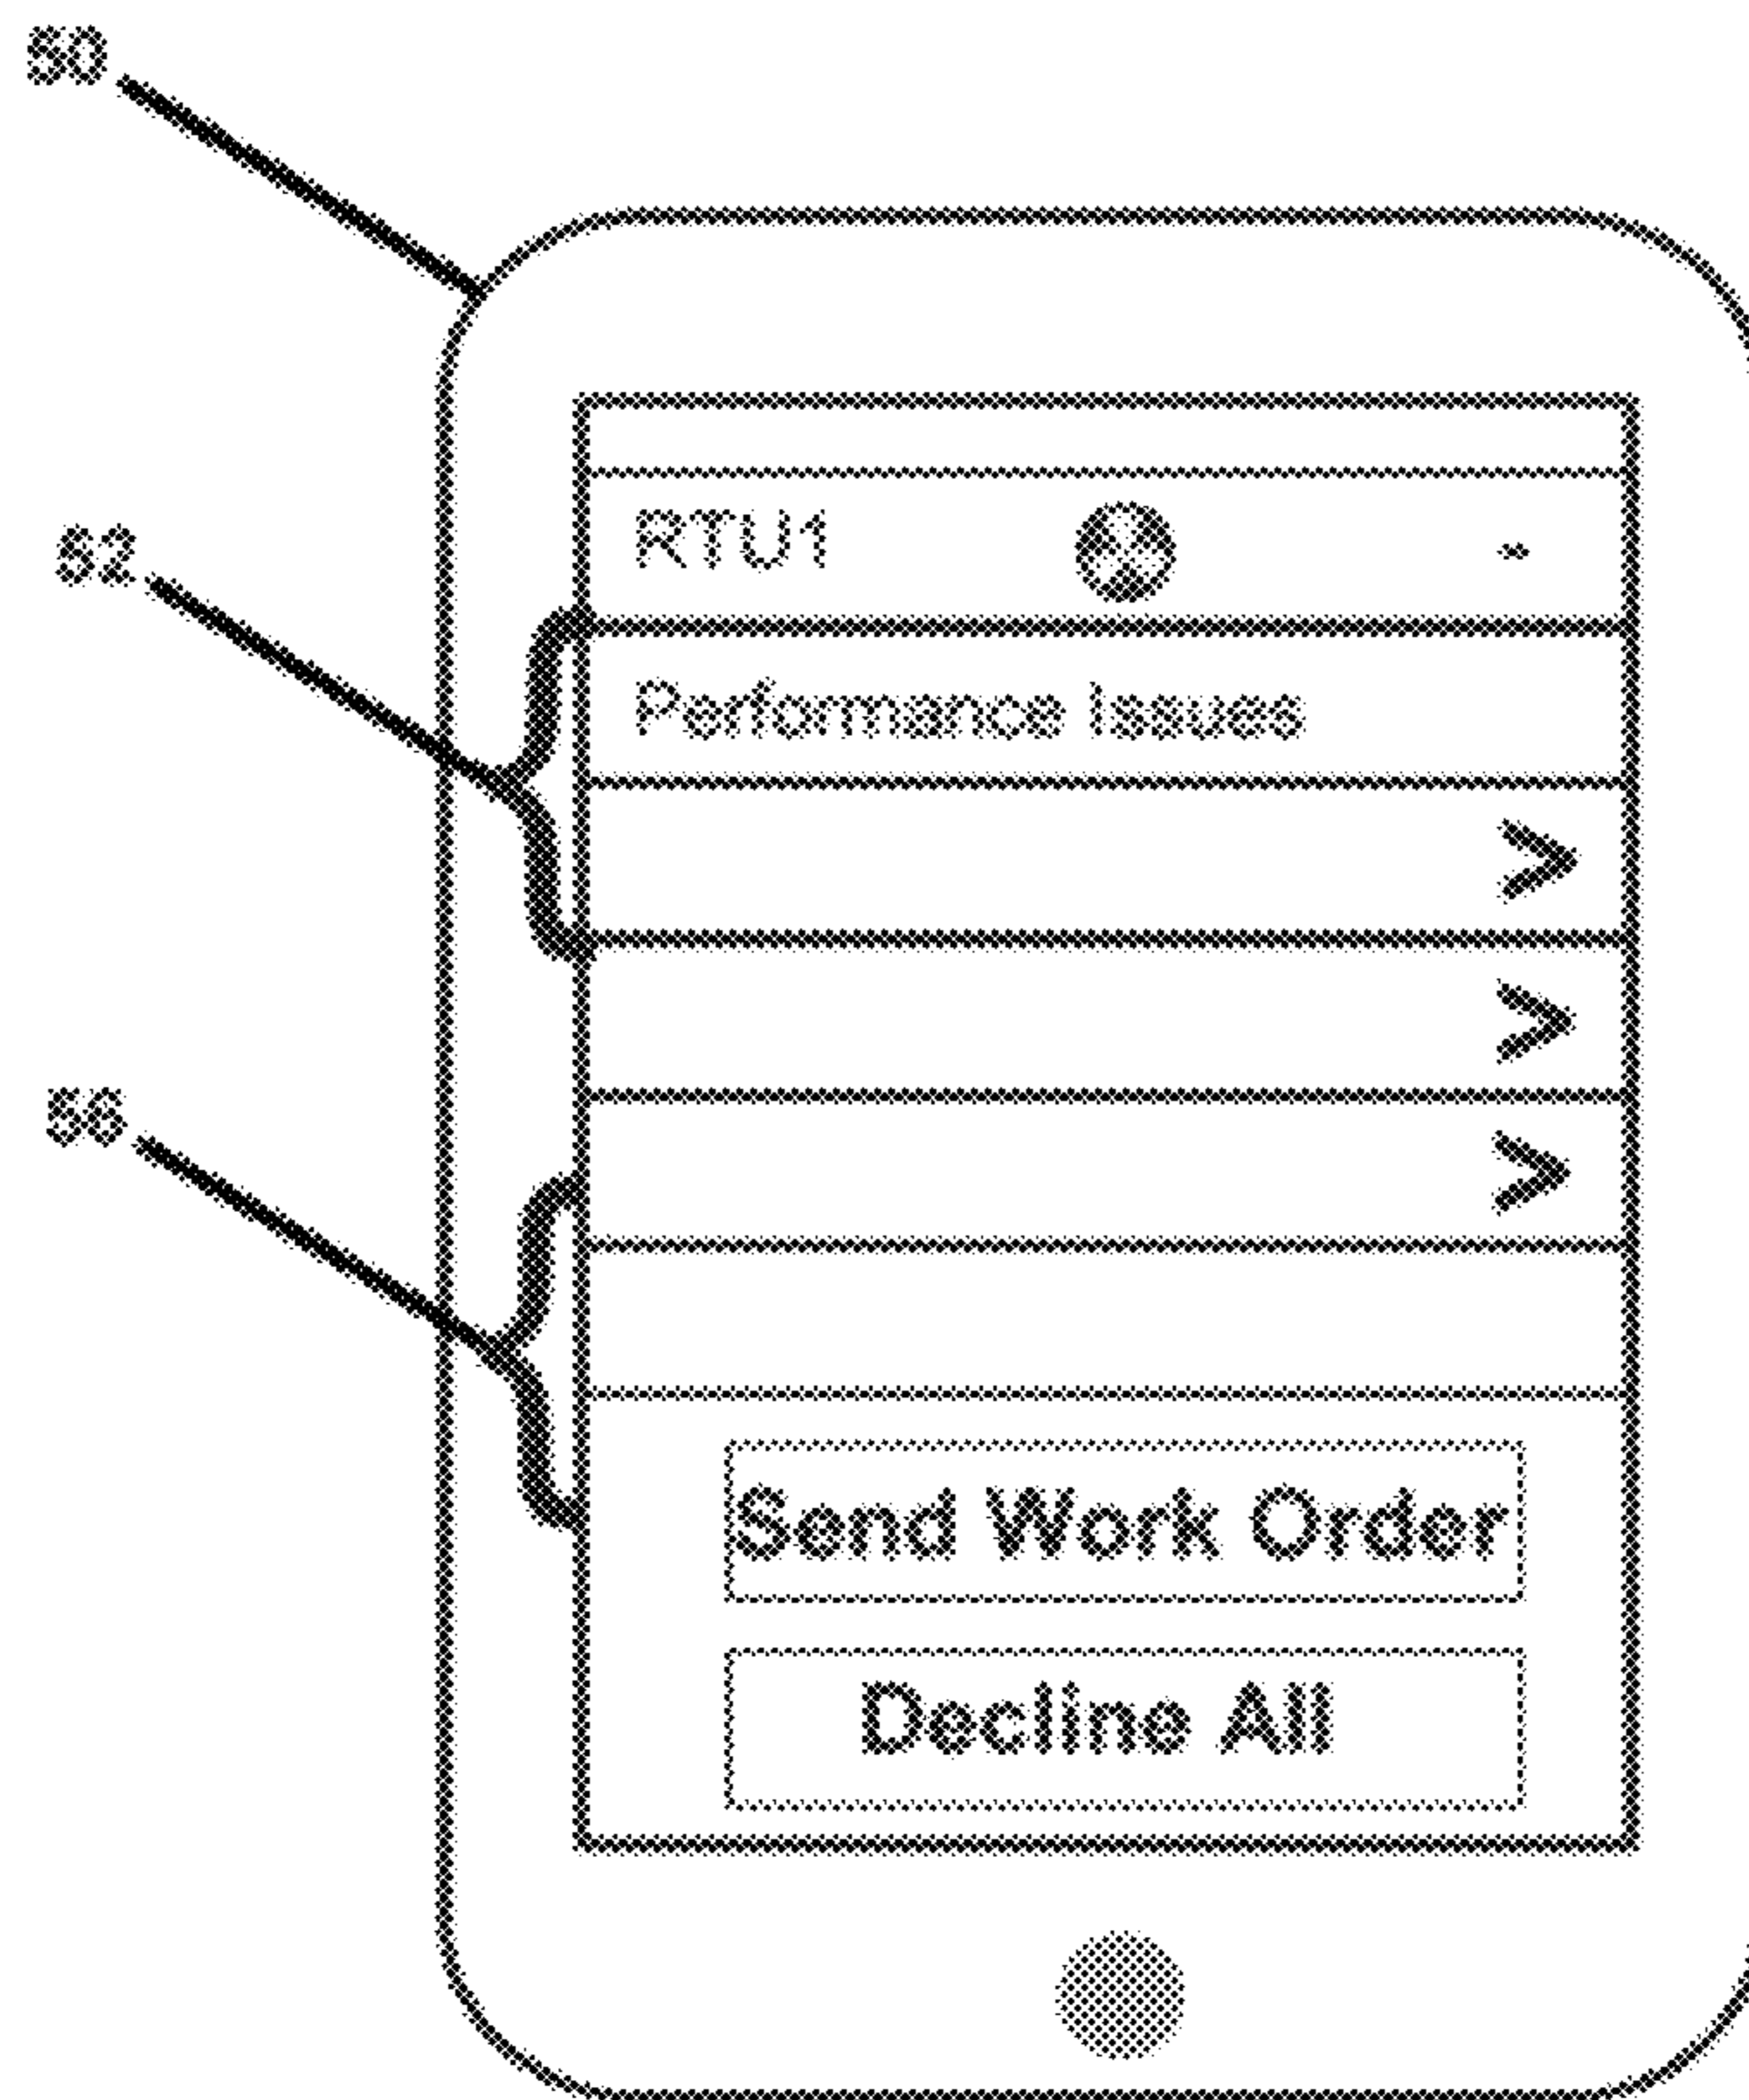 50
RTU1 -
52
Performance Issues
>
>
56
>
Send Work Order
Decline All